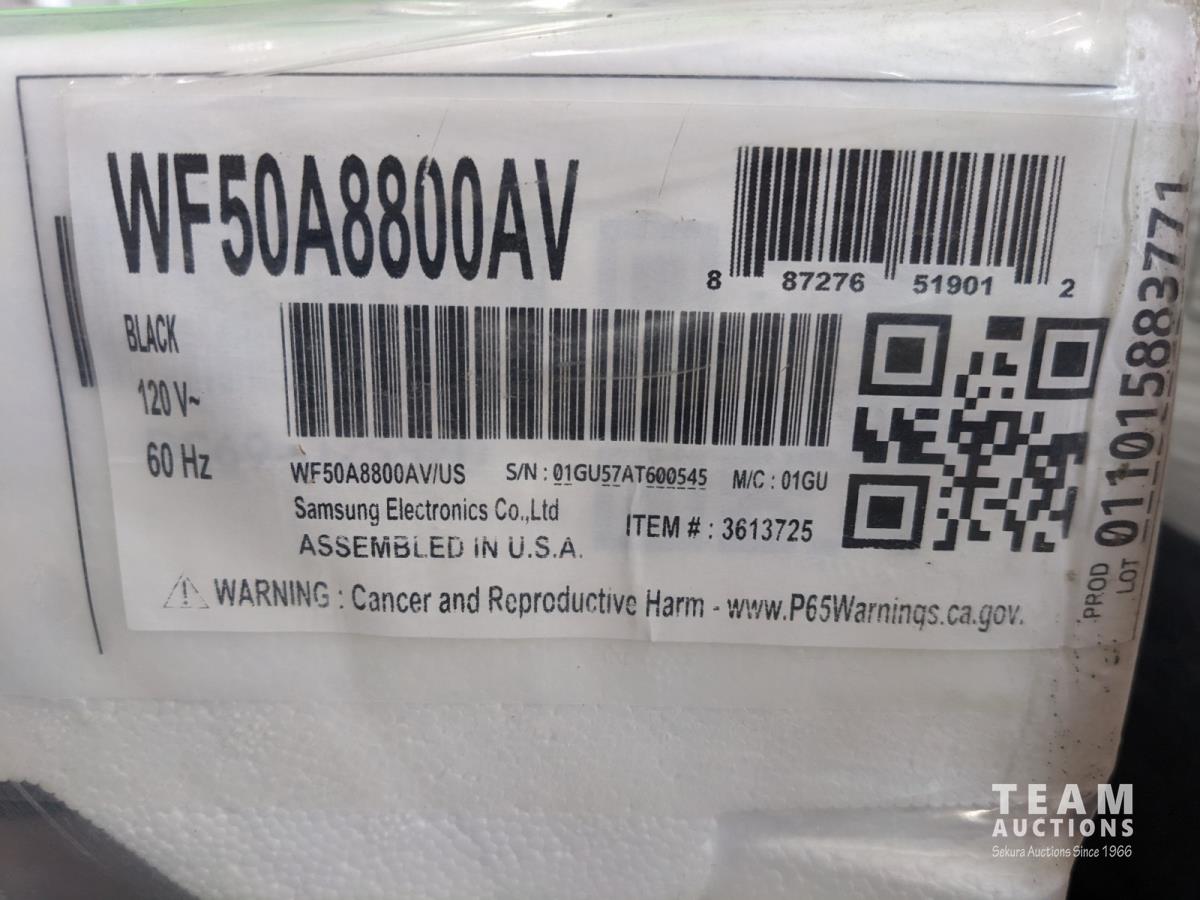 WF50A8800AV
8 87276 51901 2
BLACK
120 V~
60 Hz
WF50A8800AV/US S/N : 01GU57AT600545 M/C : 01GU
Samsung Electronics Co.,Ltd
ITEM # : 3613725
ASSEMBLED IN U.S.A.
WARNING : Cancer and Reproductive Harm - www.P65Warnings.ca.gov.
PROD
LOT
01101588377 1
TEAM
AUCTIONS
Sekura Auctions Since 1966